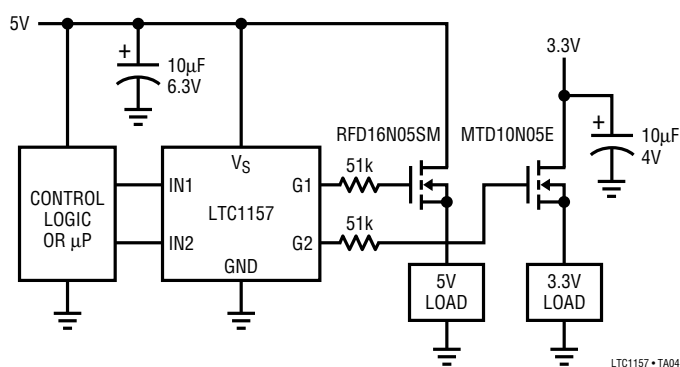 5V
+
10µF
6.3V
3.3V
RFD16N05SM
MTD10N05E
+
10µF
4V
CONTROL
LOGIC
OR µP
IN1
IN2
VS
LTC1157
GND
G1
G2
51k
51k
5V
LOAD
3.3V
LOAD
LTC1157 • TA04